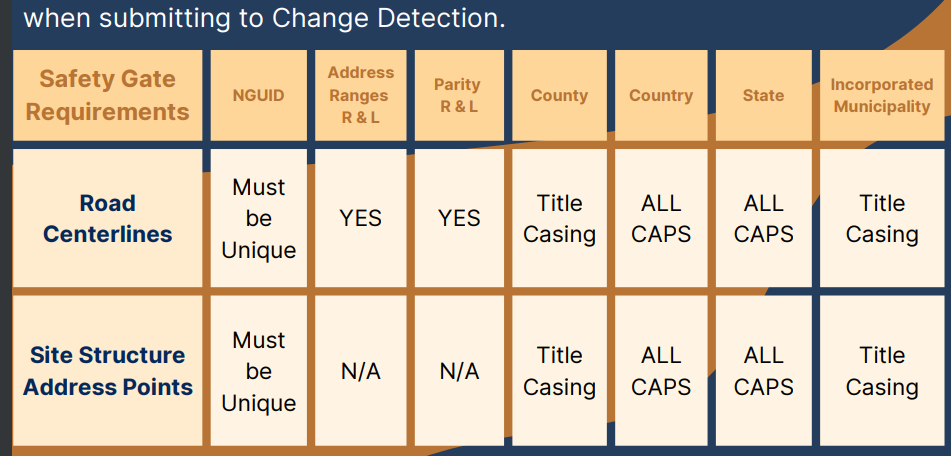 when submitting to Change Detection.
Safety Gate
Requirements
NGUID
Address
Ranges
R & L
Parity
R & L
County
Country
State
Incorporated
Municipality
Road
Centerlines
Must
be
Unique
YES
YES
Title
Casing
ALL
CAPS
ALL
CAPS
Title
Casing
Site Structure
Address Points
Must
be
Unique
N/A
N/A
Title
Casing
ALL
CAPS
ALL
CAPS
Title
Casing